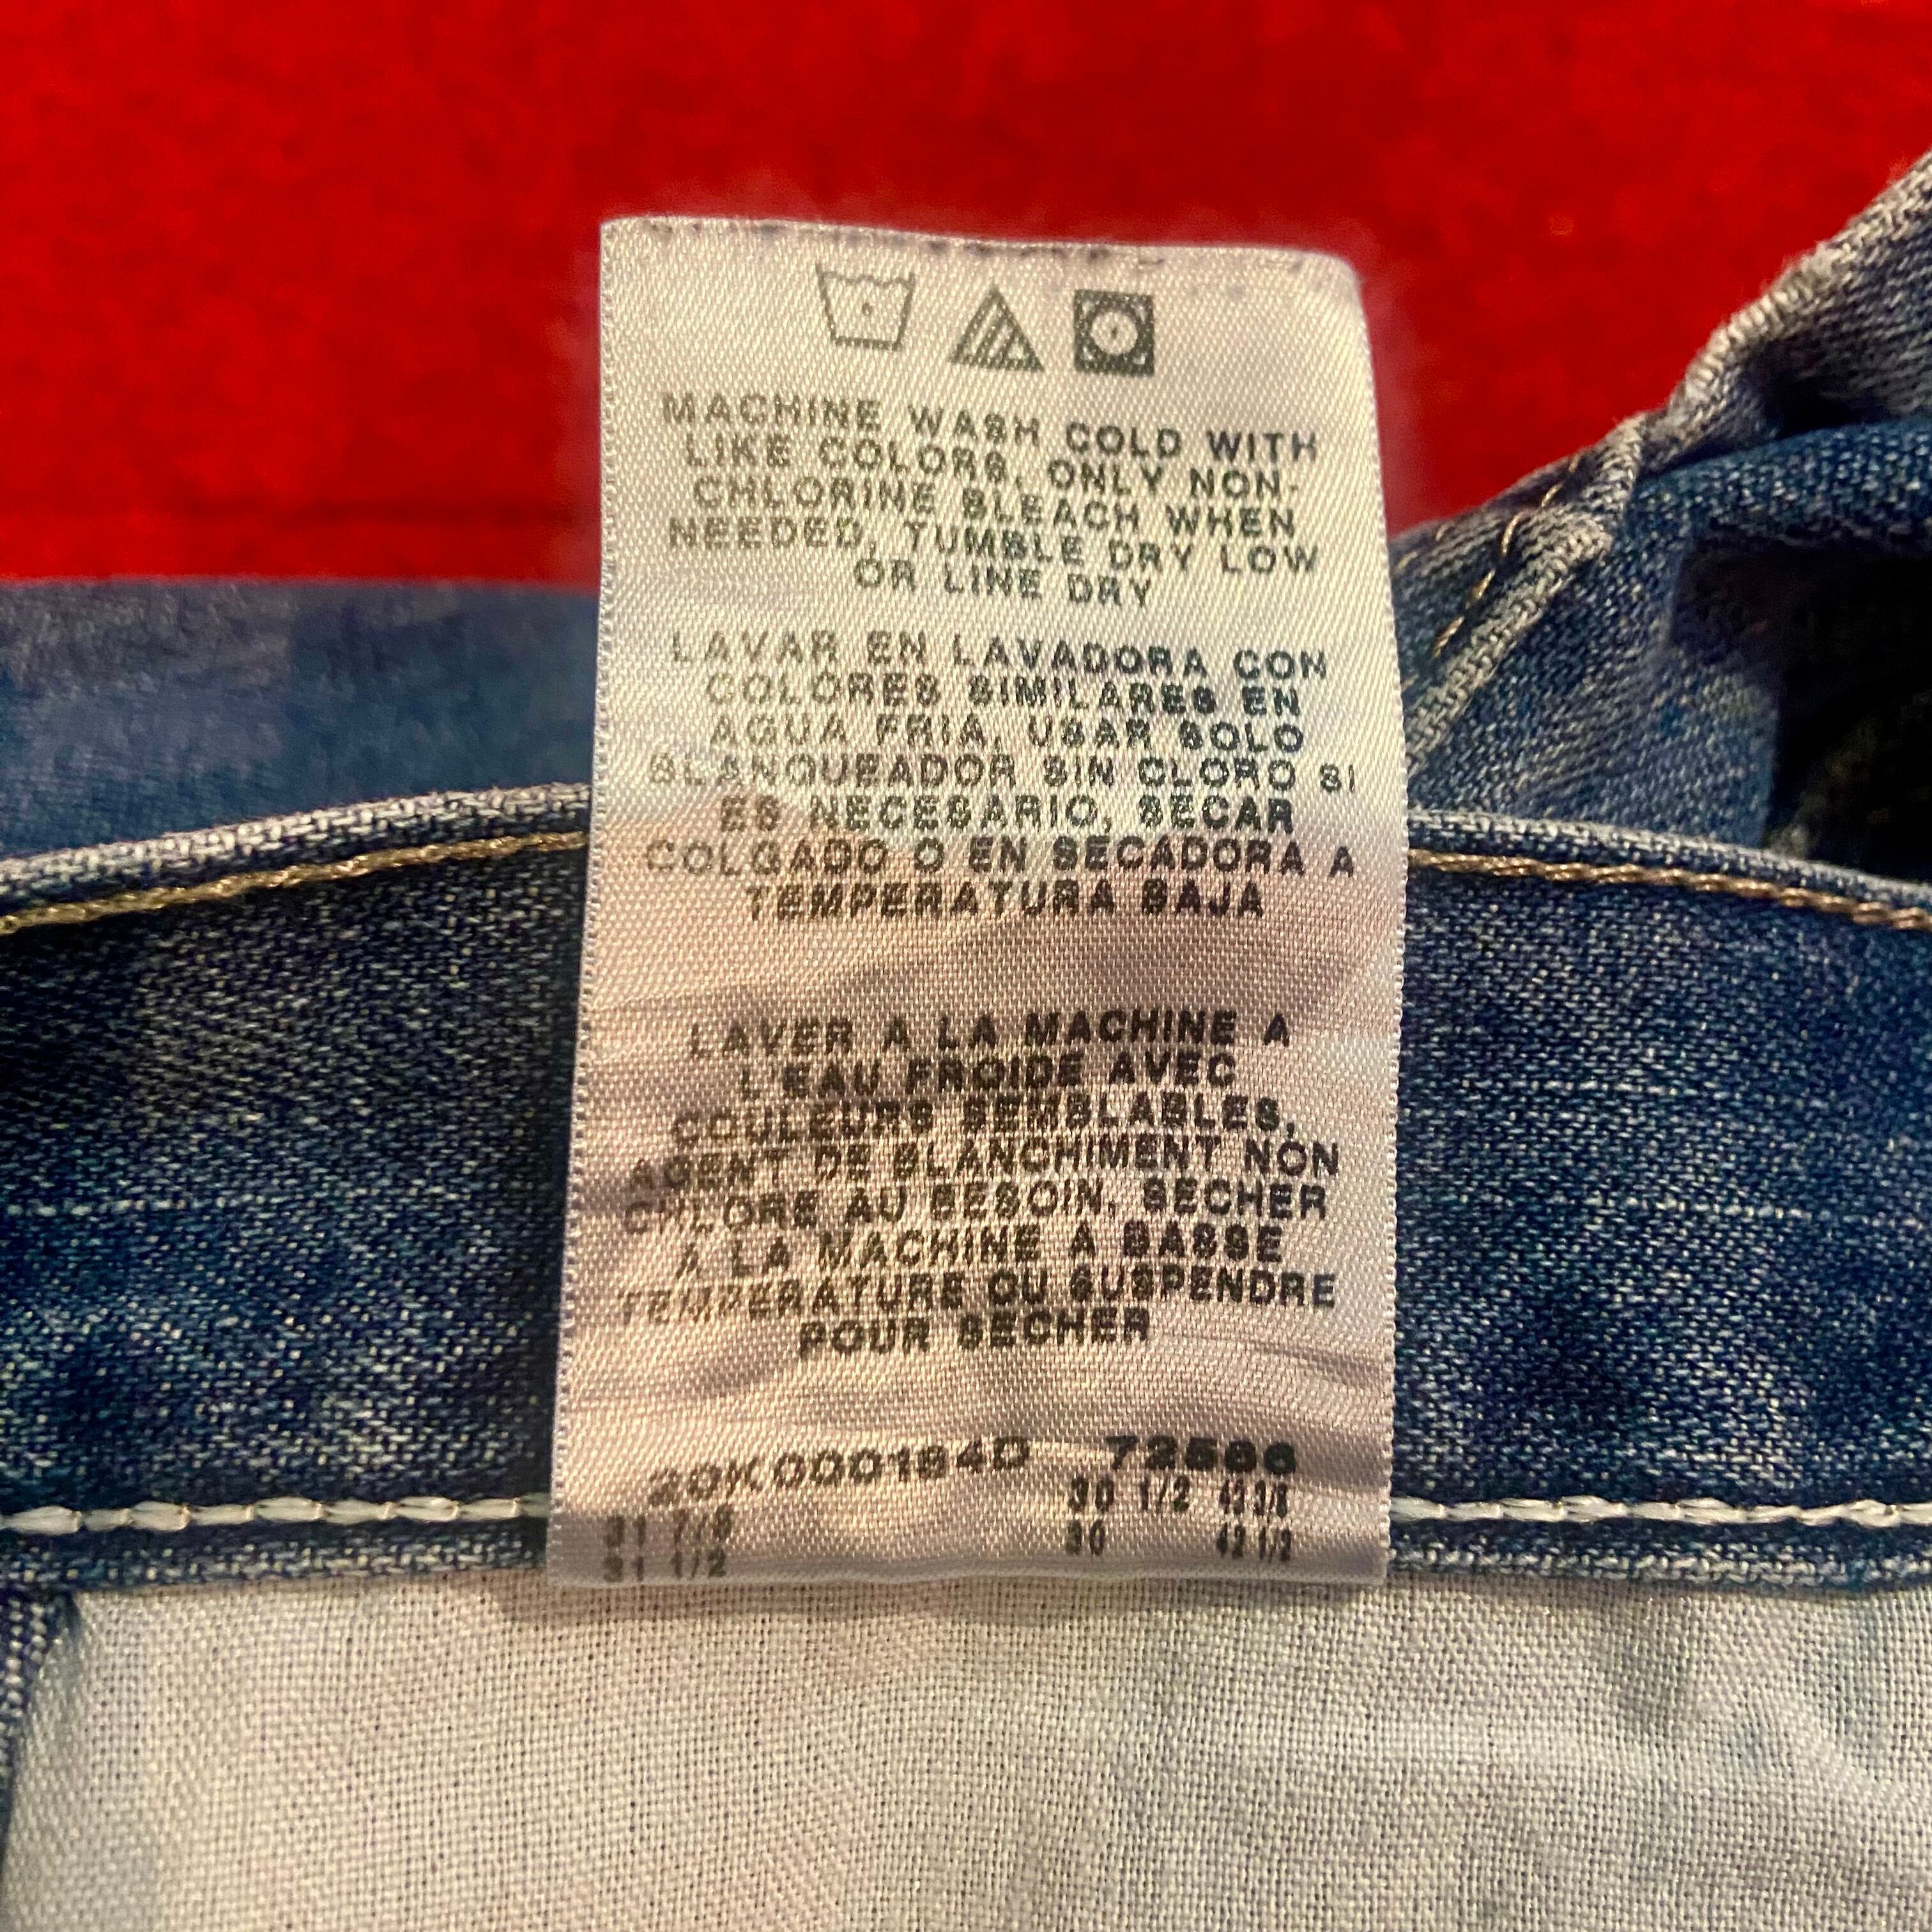 MACHINE WASH COLD WITH
LIKE COLORS, ONLY NON-
CHLORINE BLEACH WHEN
NEEDED, TUMBLE DRY LOW
OR LINE DRY
LAVAR EN LAVADORA CON
COLORES SIMILARES EN
AGUA FRIA, USAR SOLO
BLANQUEADOR SIN CLORO SI
ES NECESARIO, SECAR
COLGADO O EN SECADORA A
TEMPERATURA BAJA
LAVER A LA MACHINE A
L'EAU FROIDE AVEC
COULEURS SEMBLABLES,
AGENT DE BLANCHIMENT NON
CHLORE AU BESOIN, SECHER
A LA MACHINE A BASSE
TEMPERATURE OU SUSPENDRE
POUR SECHER
20K000194D
31 7/8 30 1/2 43 3/8
31 1/2 30 42 1/2